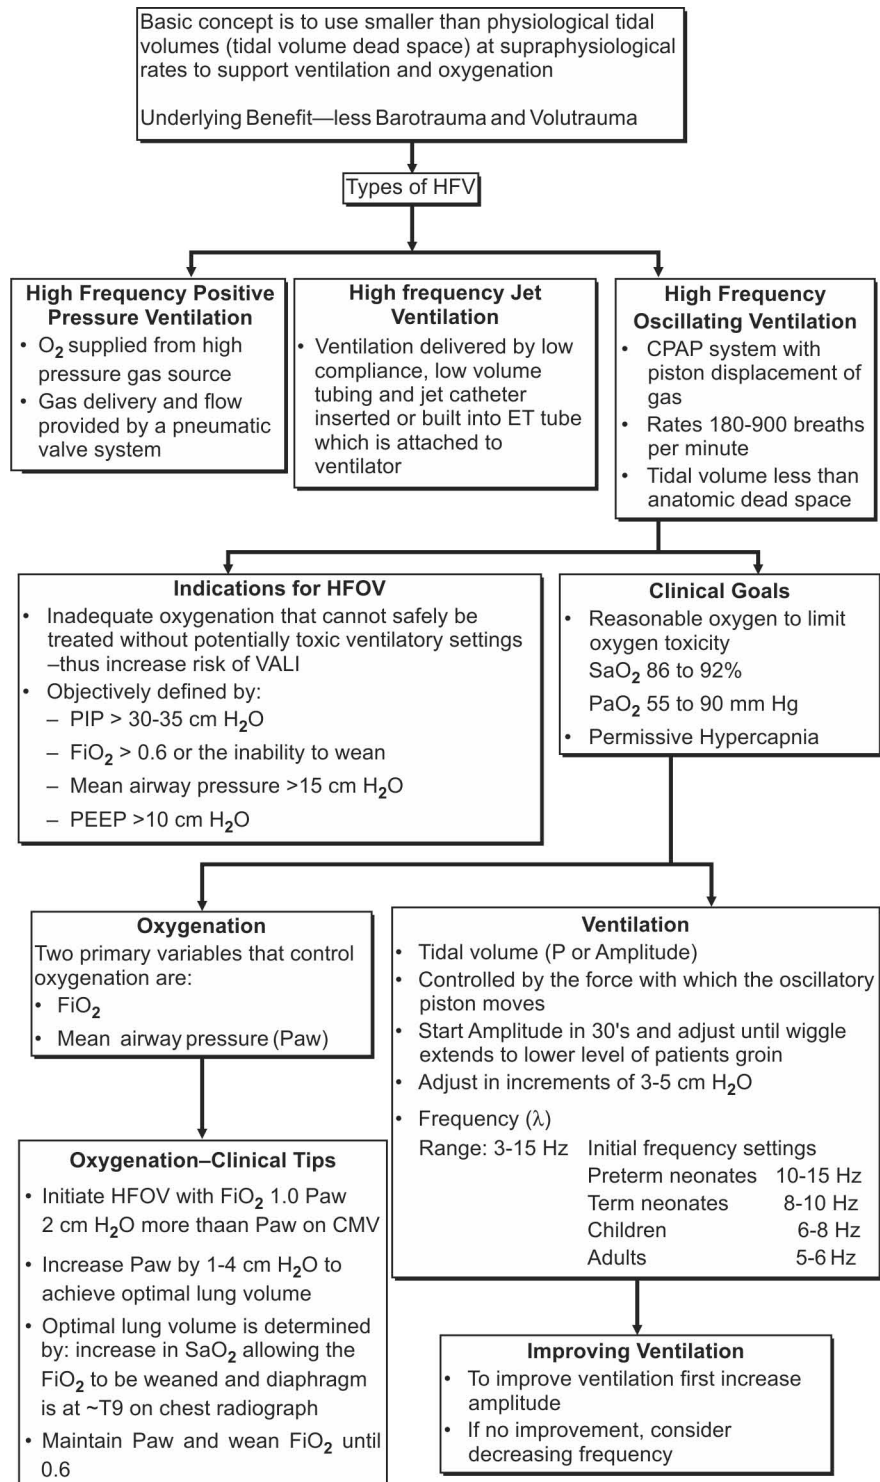 Basic concept is to use smaller than physiological tidal
volumes (tidal volume dead space) at supraphysiological
rates to support ventilation and oxygenation
Underlying Benefit—less Barotrauma and Volutrauma
Types of HFV
High Frequency Positive
Pressure Ventilation
• O₂ supplied from high
pressure gas source
• Gas delivery and flow
provided by a pneumatic
valve system
High frequency Jet
Ventilation
• Ventilation delivered by low
compliance, low volume
tubing and jet catheter
inserted or built into ET tube
which is attached to
ventilator
High Frequency
Oscillating Ventilation
• CPAP system with
piston displacement of
gas
• Rates 180-900 breaths
per minute
• Tidal volume less than
anatomic dead space
Indications for HFOV
• Inadequate oxygenation that cannot safely be
treated without potentially toxic ventilatory settings
–thus increase risk of VALI
• Objectively defined by:
– PIP > 30-35 cm H₂O
– FiO₂ > 0.6 or the inability to wean
– Mean airway pressure >15 cm H₂O
– PEEP >10 cm H₂O
Clinical Goals
• Reasonable oxygen to limit
oxygen toxicity
SaO₂ 86 to 92%
PaO₂ 55 to 90 mm Hg
• Permissive Hypercapnia
Oxygenation
Two primary variables that control
oxygenation are:
• FiO₂
• Mean airway pressure (Paw)
Ventilation
• Tidal volume (P or Amplitude)
• Controlled by the force with which the oscillatory
piston moves
• Start Amplitude in 30's and adjust until wiggle
extends to lower level of patients groin
• Adjust in increments of 3-5 cm H₂O
• Frequency (λ)
Range: 3-15 Hz Initial frequency settings
Preterm neonates 10-15 Hz
Term neonates 8-10 Hz
Children 6-8 Hz
Adults 5-6 Hz
Oxygenation–Clinical Tips
• Initiate HFOV with FiO₂ 1.0 Paw
2 cm H₂O more thaan Paw on CMV
• Increase Paw by 1-4 cm H₂O to
achieve optimal lung volume
• Optimal lung volume is determined
by: increase in SaO₂ allowing the
FiO₂ to be weaned and diaphragm
is at ~T9 on chest radiograph
• Maintain Paw and wean FiO₂ until
0.6
Improving Ventilation
• To improve ventilation first increase
amplitude
• If no improvement, consider
decreasing frequency